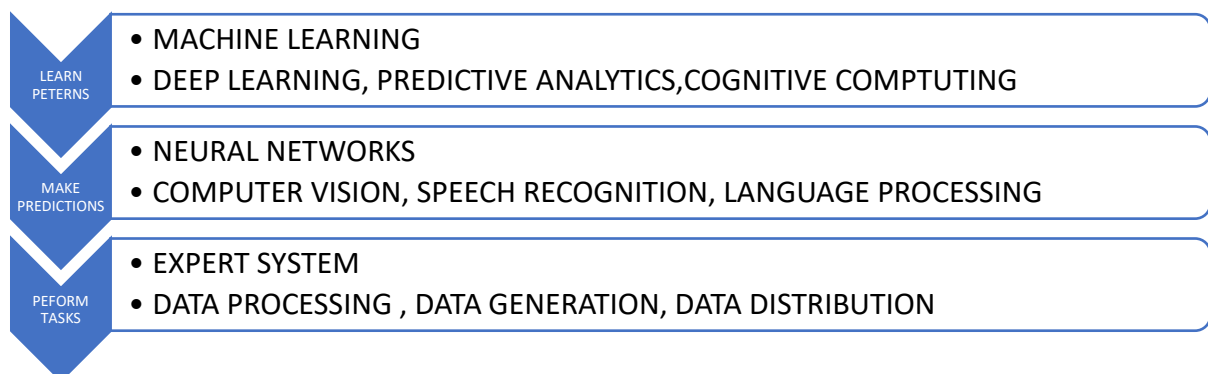 LEARN
PETERNS
• MACHINE LEARNING
• DEEP LEARNING, PREDICTIVE ANALYTICS,COGNITIVE COMPTUTING
MAKE
PREDICTIONS
• NEURAL NETWORKS
• COMPUTER VISION, SPEECH RECOGNITION, LANGUAGE PROCESSING
PEFORM
TASKS
• EXPERT SYSTEM
• DATA PROCESSING , DATA GENERATION, DATA DISTRIBUTION